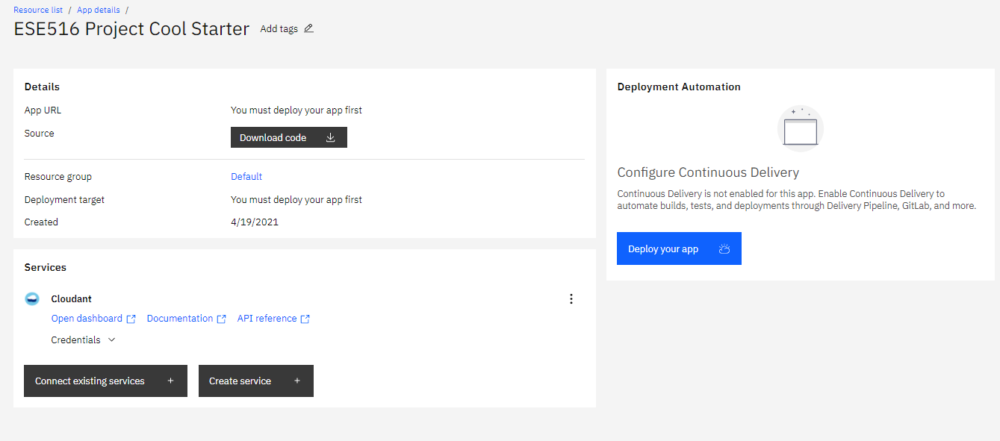 Resource list / App details /
ESE516 Project Cool Starter Add tags
Details
App URL You must deploy your app first
Source Download code
Resource group Default
Deployment target You must deploy your app first
Created 4/19/2021
Services
Cloudant
Open dashboard Documentation API reference
Credentials
Connect existing services +
Create service +
Deployment Automation
Configure Continuous Delivery
Continuous Delivery is not enabled for this app. Enable Continuous Delivery to
automate builds, tests, and deployments through Delivery Pipeline, GitLab, and more.
Deploy your app